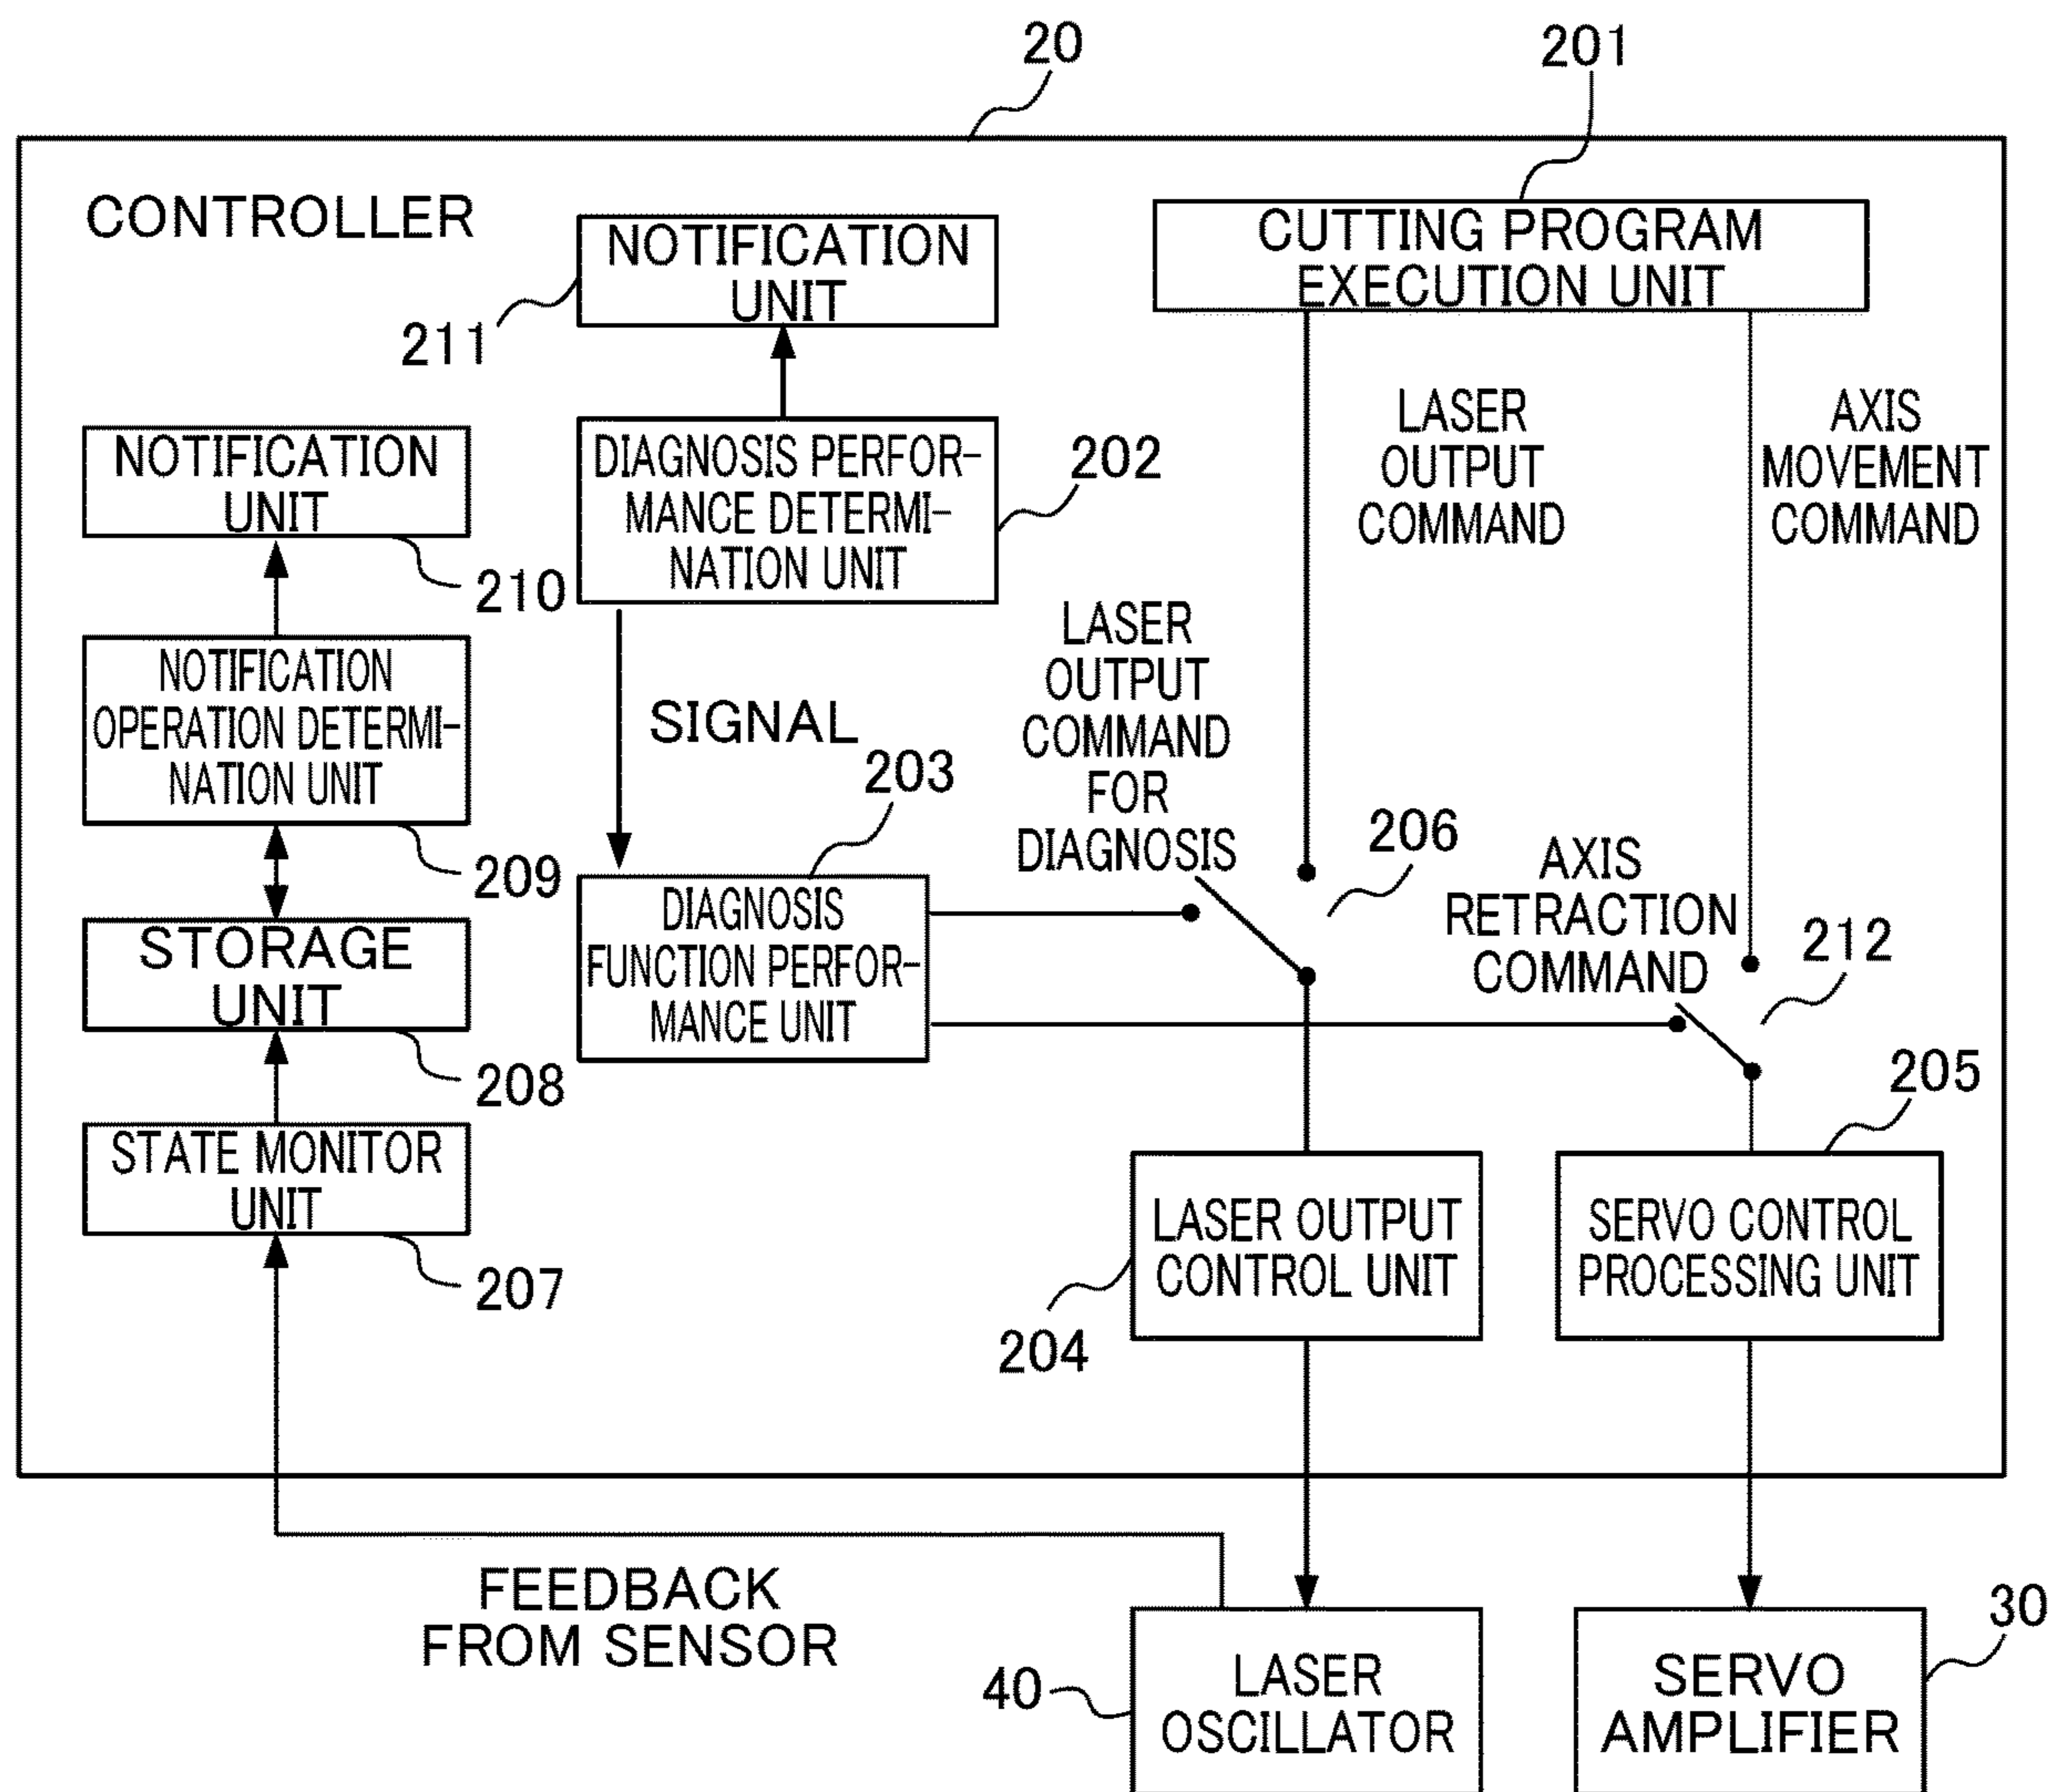 20
201
CONTROLLER
NOTIFICATION
UNIT
211
CUTTING PROGRAM
EXECUTION UNIT
LASER
OUTPUT
COMMAND
AXIS
MOVEMENT
COMMAND
NOTIFICATION
UNIT
210
DIAGNOSIS PERFOR-
MANCE DETERMI-
NATION UNIT
202
NOTIFICATION
OPERATION DETERMI-
NATION UNIT
209
SIGNAL
203
LASER
OUTPUT
COMMAND
FOR
DIAGNOSIS
206
AXIS
RETRACTION
COMMAND
212
STORAGE
UNIT
208
DIAGNOSIS
FUNCTION PERFOR-
MANCE UNIT
205
STATE MONITOR
UNIT
207
LASER OUTPUT
CONTROL UNIT
204
SERVO CONTROL
PROCESSING UNIT
FEEDBACK
FROM SENSOR
40
LASER
OSCILLATOR
30
SERVO
AMPLIFIER